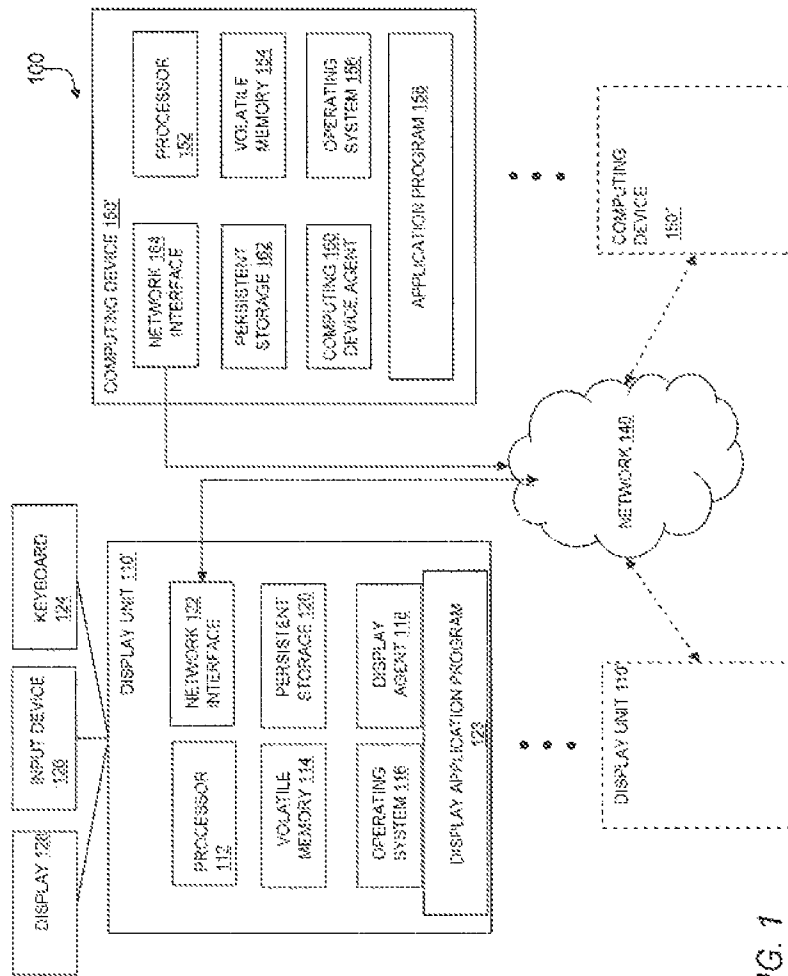 100
DISPLAY 128
INPUT DEVICE
126
KEYBOARD
124
DISPLAY UNIT 110
PROCESSOR
112
NETWORK 122
INTERFACE
VOLATILE
MEMORY 114
PERSISTENT
STORAGE 120
OPERATING
SYSTEM 116
DISPLAY
AGENT 118
DISPLAY APPLICATION PROGRAM
123
DISPLAY UNIT 110'
COMPUTING DEVICE 150
NETWORK 164
INTERFACE
PROCESSOR
152
PERSISTENT
STORAGE 162
VOLATILE
MEMORY 154
COMPUTING 160
DEVICE AGENT
OPERATING
SYSTEM 156
APPLICATION PROGRAM
NETWORK 140
COMPUTING
DEVICE
FIG. 1